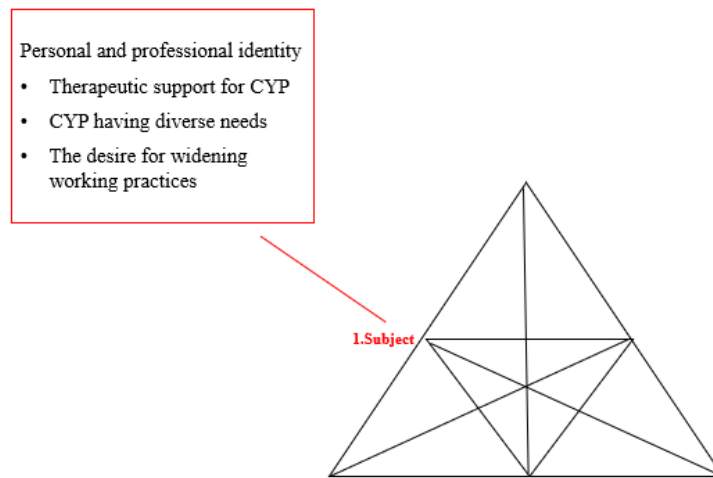 Personal and professional identity
• Therapeutic support for CYP
• CYP having diverse needs
• The desire for widening
working practices
1.Subject